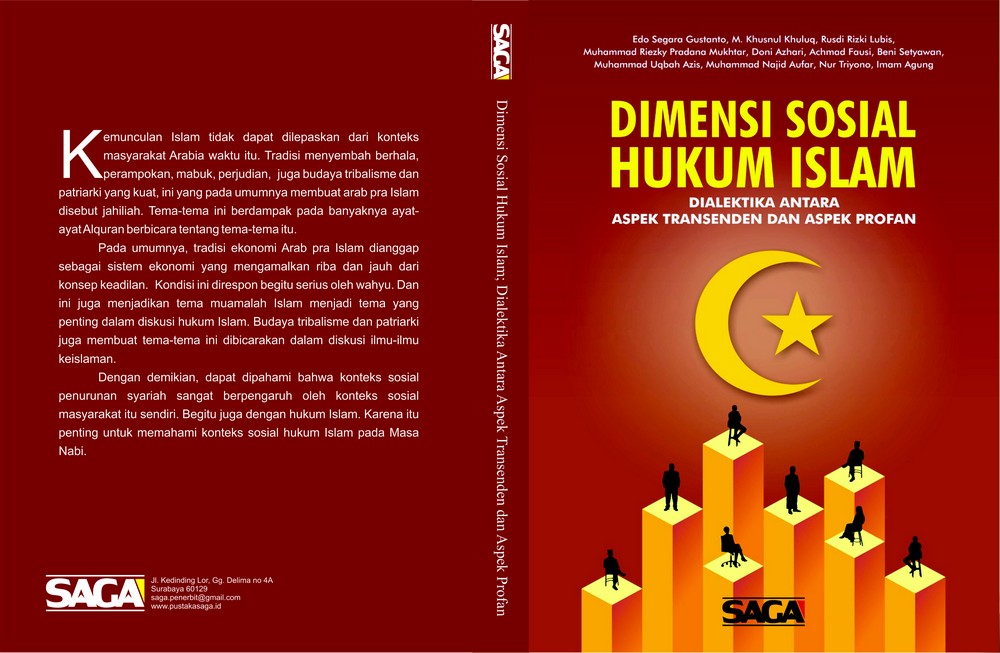 Kemunculan Islam tidak dapat dilepaskan dari konteks
masyarakat Arabia waktu itu. Tradisi menyembah berhala,
perampokan, mabuk, perjudian, juga budaya tribalisme dan
patriarki yang kuat, ini yang pada umumnya membuat arab pra Islam
disebut jahiliah. Tema-tema ini berdampak pada banyaknya ayat-
ayat Alquran berbicara tentang tema-tema itu.
Pada umumnya, tradisi ekonomi Arab pra Islam dianggap
sebagai sistem ekonomi yang mengamalkan riba dan jauh dari
konsep keadilan. Kondisi ini direspon begitu serius oleh wahyu. Dan
ini juga menjadikan tema muamalah Islam menjadi tema yang
penting dalam diskusi hukum Islam. Budaya tribalisme dan patriarki
juga membuat tema-tema ini dibicarakan dalam diskusi ilmu-ilmu
keislaman.
Dengan demikian, dapat dipahami bahwa konteks sosial
penurunan syariah sangat berpengaruh oleh konteks sosial
masyarakat itu sendiri. Begitu juga dengan hukum Islam. Karena itu
penting untuk memahami konteks sosial hukum Islam pada Masa
Nabi.
SAGA
Jl. Kedinding Lor, Gg. Delima no 4A
Surabaya 60129
saga.penerbit@gmail.com
www.pustakasaga.id
SAGA
Dimensi Sosial Hukum Islam; Dialektika Antara Aspek Transenden dan Aspek Profan
Edo Segara Gustanto, M. Khusnul Khuluq, Rusdi Rizki Lubis,
Muhammad Riezky Pradana Mukhtar, Doni Azhari, Achmad Fausi, Beni Setyawan,
Muhammad Uqbah Azis, Muhammad Najid Aufar, Nur Triyono, Imam Agung
DIMENSI SOSIAL
HUKUM ISLAM
DIALEKTIKA ANTARA
ASPEK TRANSENDEN DAN ASPEK PROFAN
SAGA